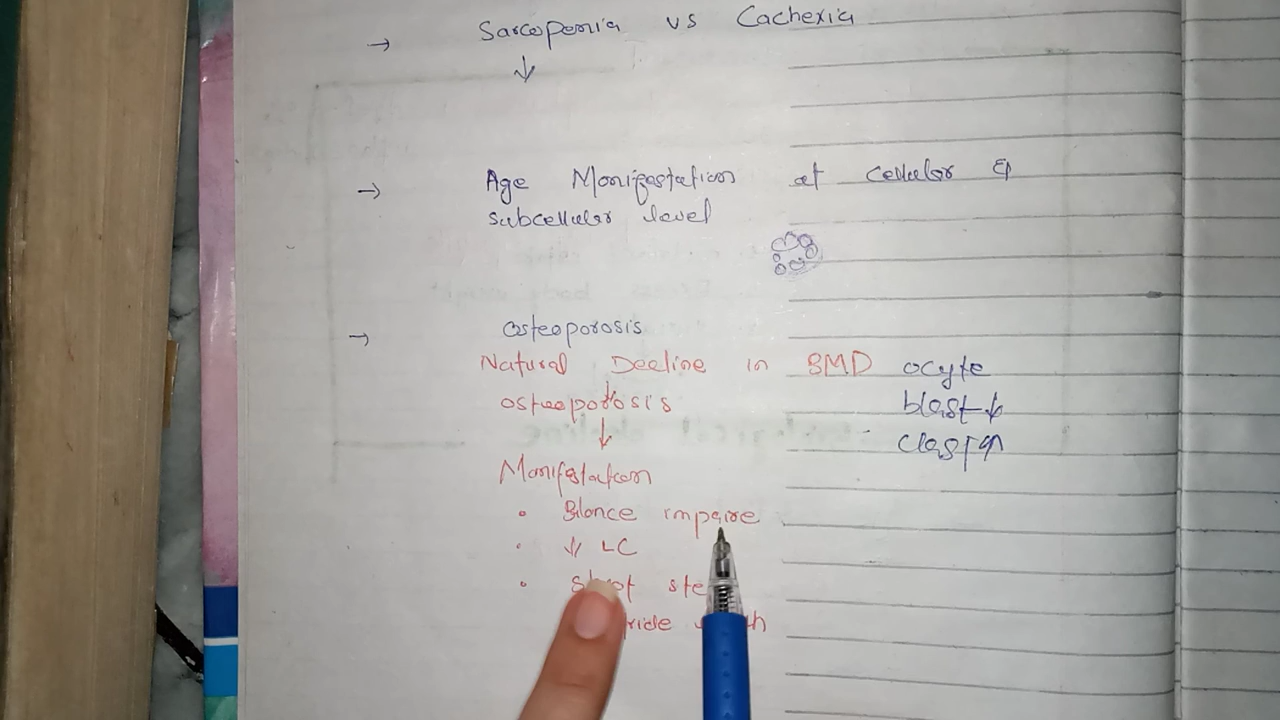 → Sarcopenia vs Cachexia
↓
→ Age Manifestation at cellular &
subcellular level
→ Osteoporosis
Natural Decline in BMD ocyte
↓
osteoporosis blast↓
↓ clast↑
Manifestation
• Balance impaire
• ↓ LC
• Short